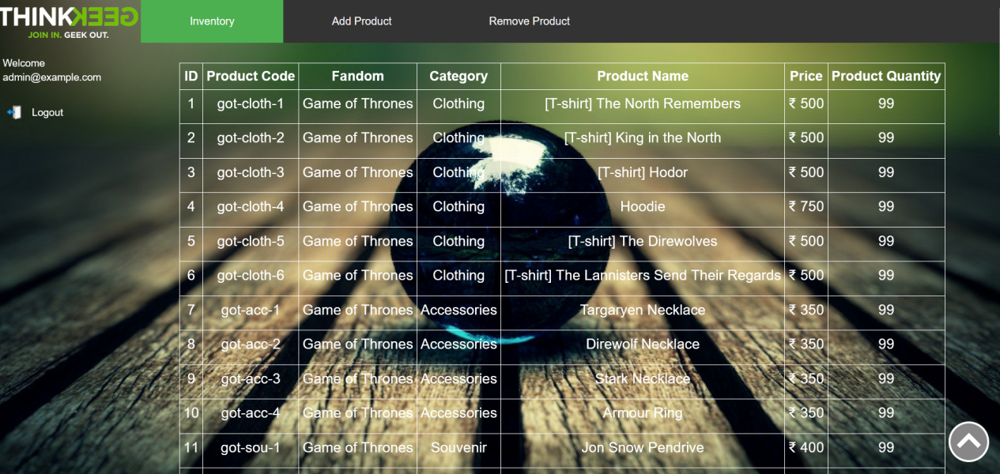 THINKGEEK
JOIN IN. GEEK OUT.
Inventory Add Product Remove Product
Welcome
admin@example.com
Logout
ID Product Code Fandom Category Product Name Price Product Quantity
1 got-cloth-1 Game of Thrones Clothing [T-shirt] The North Remembers ₹ 500 99
2 got-cloth-2 Game of Thrones Clothing [T-shirt] King in the North ₹ 500 99
3 got-cloth-3 Game of Thrones Clothing [T-shirt] Hodor ₹ 500 99
4 got-cloth-4 Game of Thrones Clothing Hoodie ₹ 750 99
5 got-cloth-5 Game of Thrones Clothing [T-shirt] The Direwolves ₹ 500 99
6 got-cloth-6 Game of Thrones Clothing [T-shirt] The Lannisters Send Their Regards ₹ 500 99
7 got-acc-1 Game of Thrones Accessories Targaryen Necklace ₹ 350 99
8 got-acc-2 Game of Thrones Accessories Direwolf Necklace ₹ 350 99
9 got-acc-3 Game of Thrones Accessories Stark Necklace ₹ 350 99
10 got-acc-4 Game of Thrones Accessories Armour Ring ₹ 350 99
11 got-sou-1 Game of Thrones Souvenir Jon Snow Pendrive ₹ 400 99